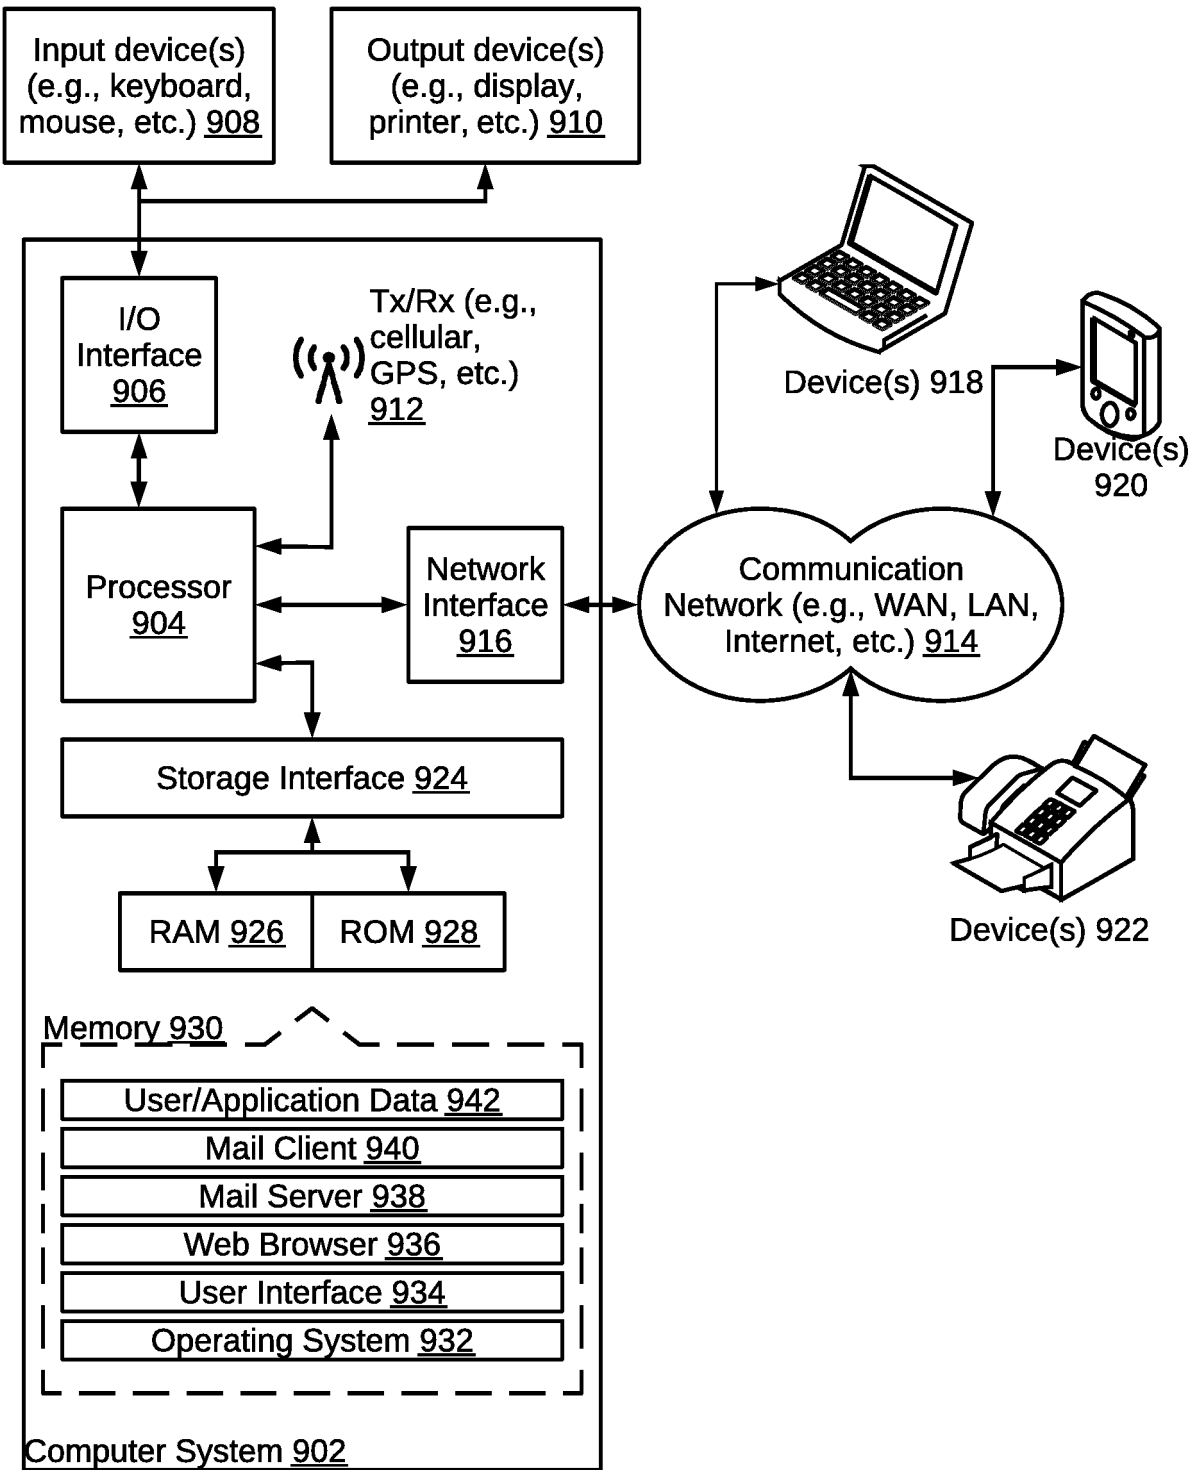 Input device(s)
(e.g., keyboard,
mouse, etc.) 908
Output device(s)
(e.g., display,
printer, etc.) 910
I/O
Interface
906
Tx/Rx (e.g.,
cellular,
GPS, etc.)
912
Device(s) 918
Device(s)
920
Processor
904
Network
Interface
916
Communication
Network (e.g., WAN, LAN,
Internet, etc.) 914
Storage Interface 924
RAM 926
ROM 928
Device(s) 922
Memory 930
User/Application Data 942
Mail Client 940
Mail Server 938
Web Browser 936
User Interface 934
Operating System 932
Computer System 902